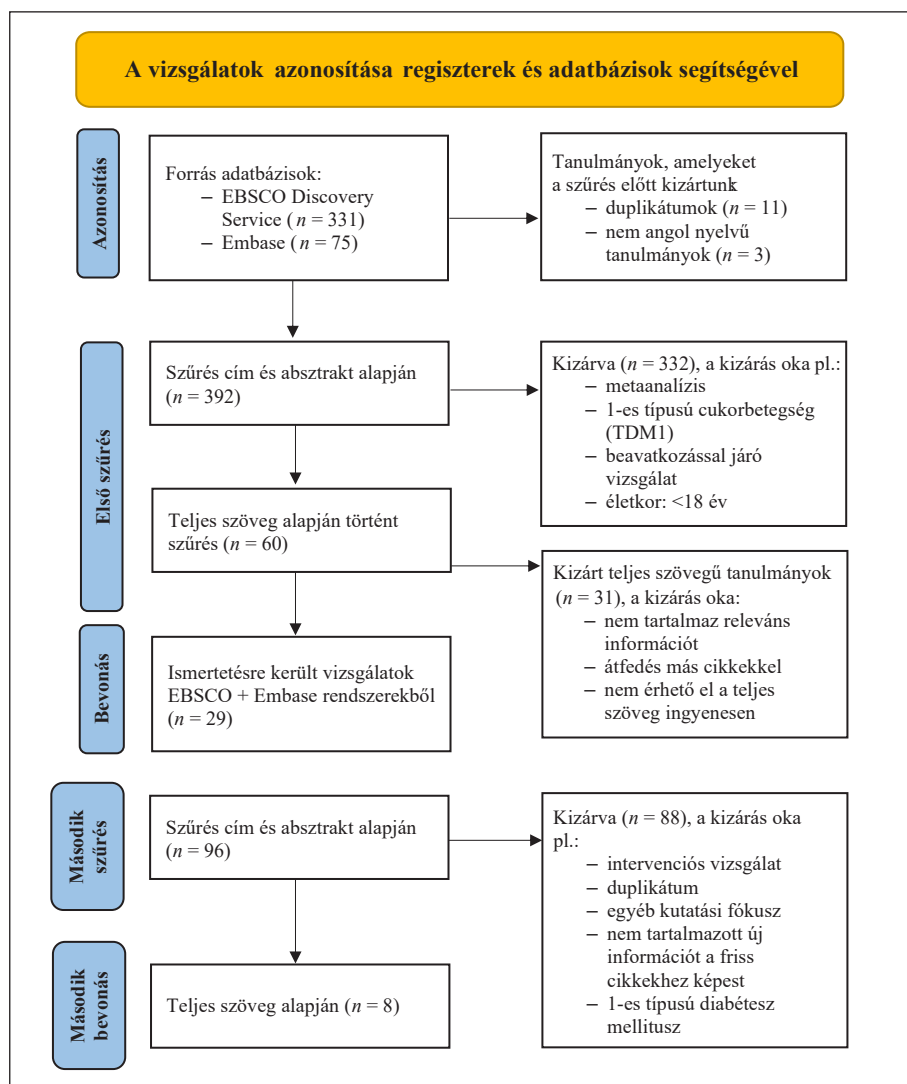 A vizsgálatok azonosítása regiszterek és adatbázisok segítségével
Azonosítás
Forrás adatbázisok:
– EBSCO Discovery
Service (n = 331)
– Embase (n = 75)
Tanulmányok, amelyeket
a szűrés előtt kizártunk:
– duplikátumok (n = 11)
– nem angol nyelvű
tanulmányok (n = 3)
Első szűrés
Szűrés cím és absztrakt alapján
(n = 392)
Kizárva (n = 332), a kizárás oka pl.:
– metaanalízis
– 1-es típusú cukorbetegség
(TDM1)
– beavatkozással járó
vizsgálat
– életkor: <18 év
Teljes szöveg alapján történt
szűrés (n = 60)
Kizárt teljes szövegű tanulmányok
(n = 31), a kizárás oka:
– nem tartalmaz releváns
információt
– átfedés más cikkekkel
– nem érhető el a teljes
szöveg ingyenesen
Bevonás
Ismertetésre került vizsgálatok
EBSCO + Embase rendszerekből
(n = 29)
Második
szűrés
Szűrés cím és absztrakt alapján
(n = 96)
Kizárva (n = 88), a kizárás oka
pl.:
– intervenciós vizsgálat
– duplikátum
– egyéb kutatási fókusz
– nem tartalmazott új
információt a friss
cikkekhez képest
– 1-es típusú diabétesz
mellitusz
Második
bevonás
Teljes szöveg alapján (n = 8)